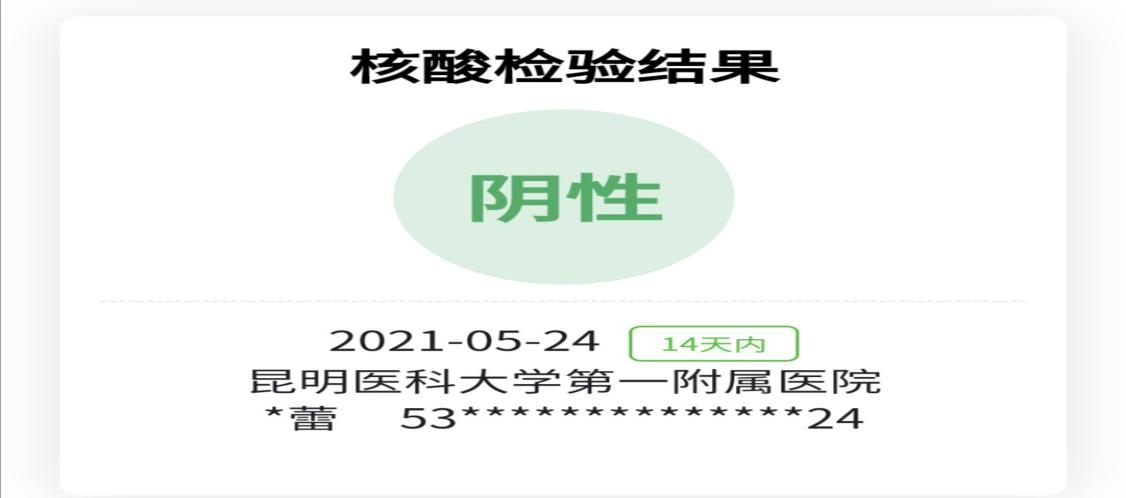 核酸检验结果
阴性
2021-05-24 14天内
昆明医科大学第一附属医院
*蕾 53**************24